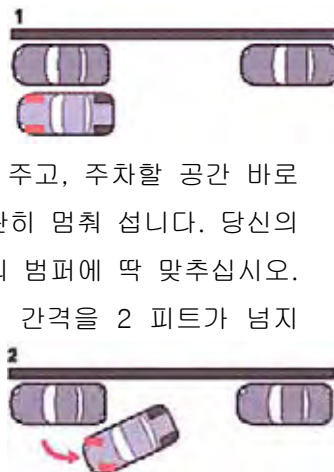 1
주고, 주차할 공간 바로
히 멈춰 섭니다. 당신의
범퍼에 딱 맞추십시오.
간격을 2 피트가 넘지
2